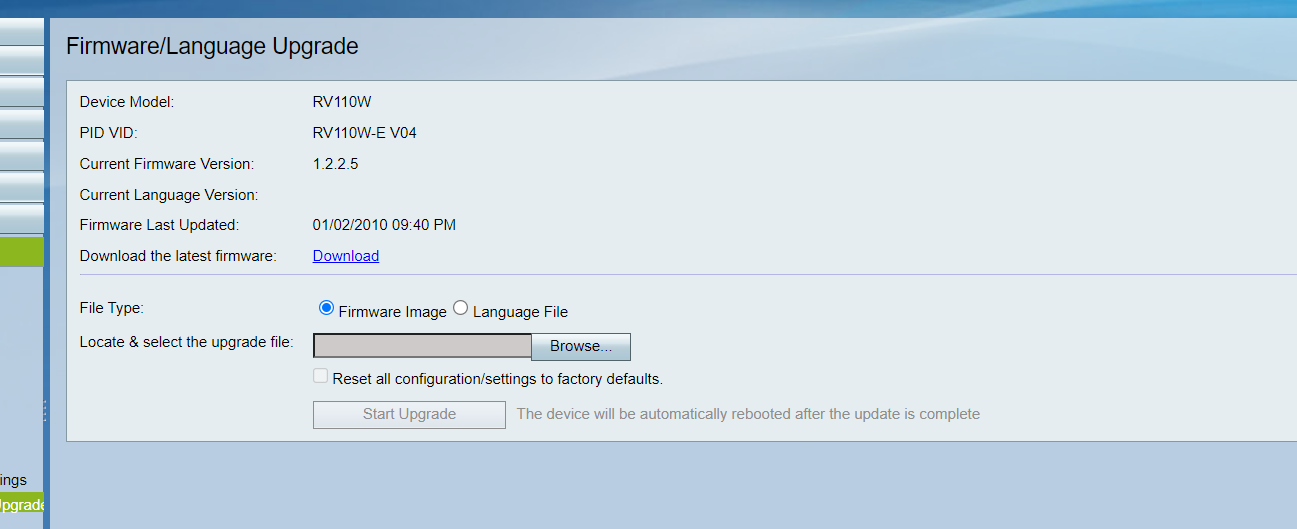 Firmware/Language Upgrade
Device Model: RV110W
PID VID: RV110W-E V04
Current Firmware Version: 1.2.2.5
Current Language Version:
Firmware Last Updated: 01/02/2010 09:40 PM
Download the latest firmware: Download
File Type: Firmware Image Language File
Locate & select the upgrade file: Browse...
Reset all configuration/settings to factory defaults.
Start Upgrade The device will be automatically rebooted after the update is complete
ings
Upgrade